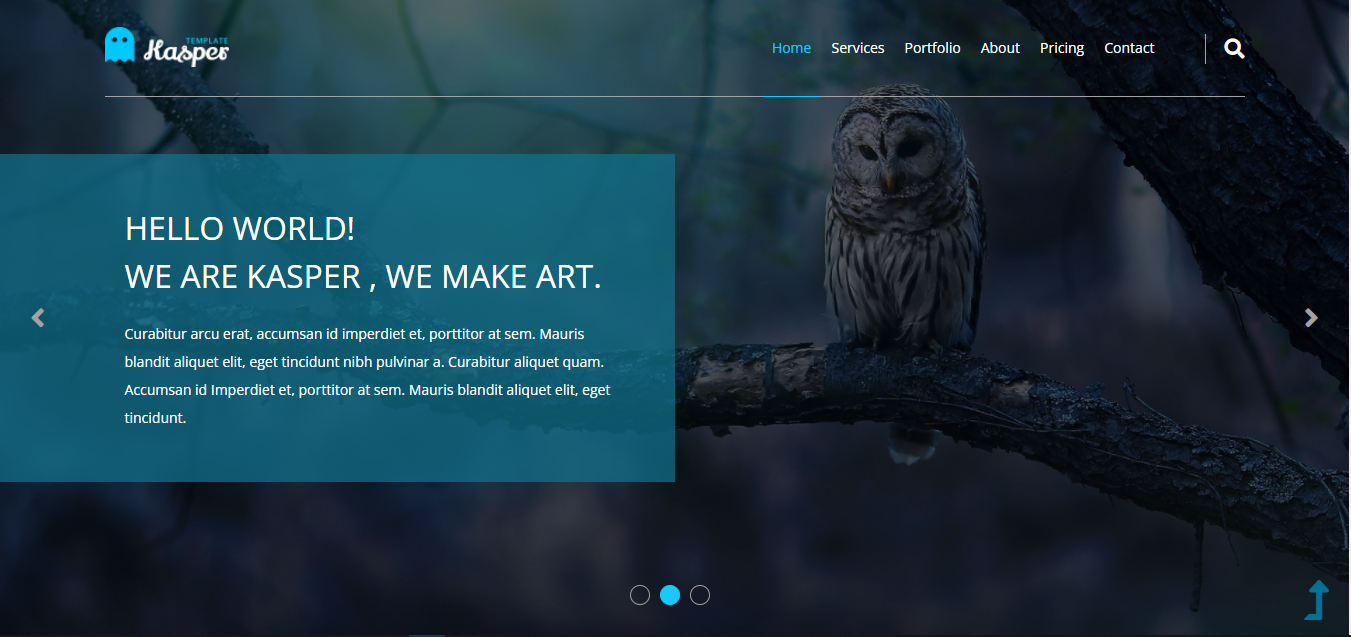 TEMPLATE
Kasper
Home Services Portfolio About Pricing Contact
HELLO WORLD!
WE ARE KASPER , WE MAKE ART.
Curabitur arcu erat, accumsan id imperdiet et, porttitor at sem. Mauris
blandit aliquet elit, eget tincidunt nibh pulvinar a. Curabitur aliquet quam.
Accumsan id Imperdiet et, porttitor at sem. Mauris blandit aliquet elit, eget
tincidunt.